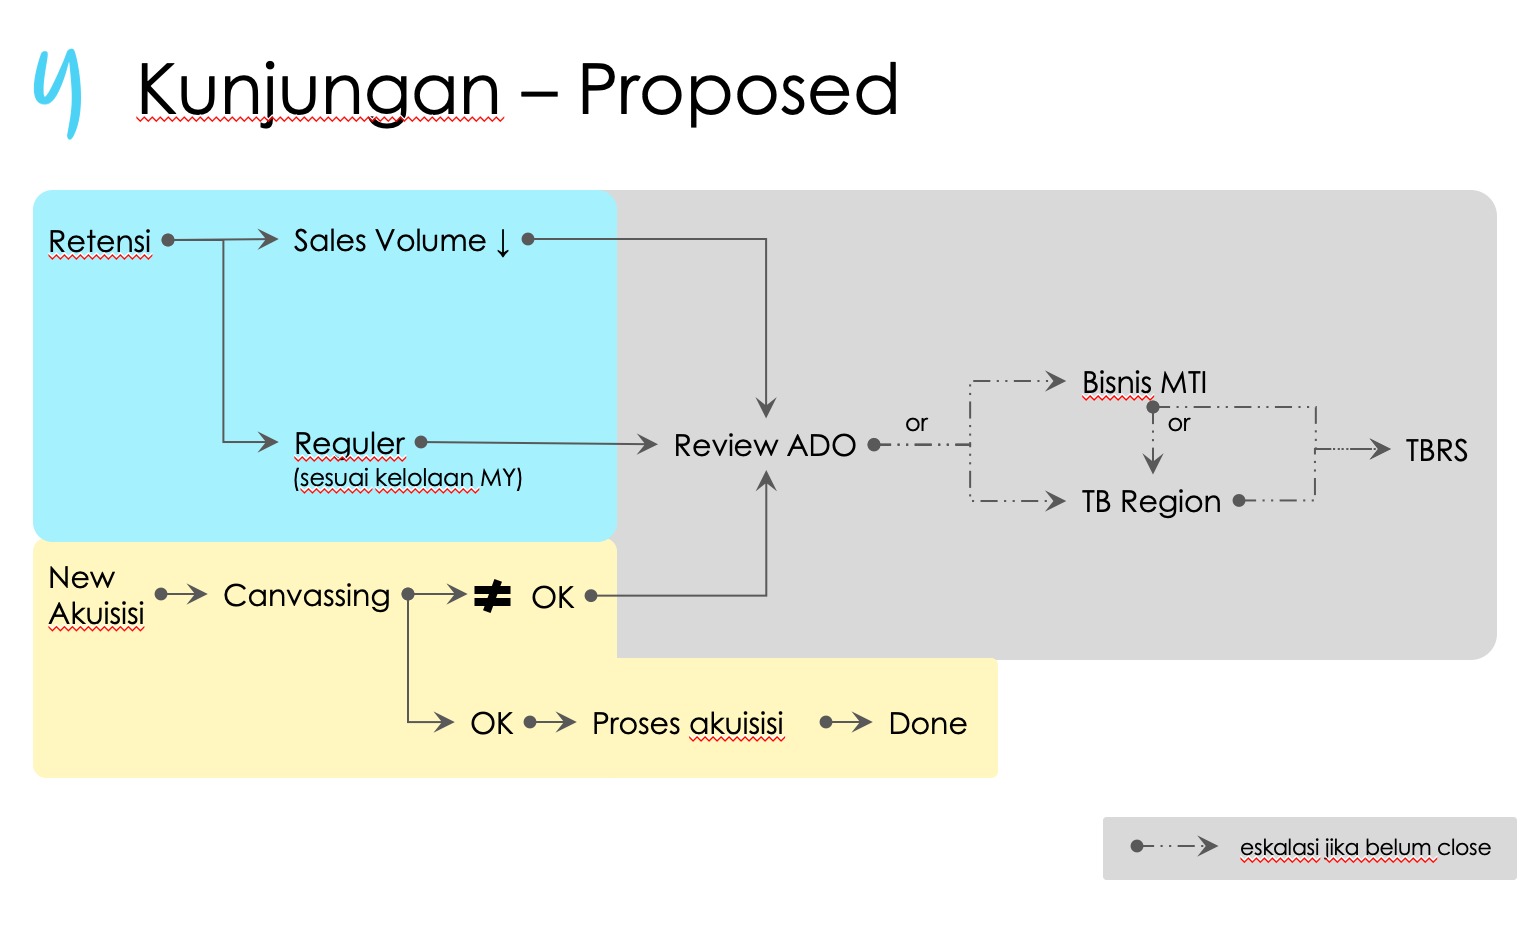 Kunjungan – Proposed
Retensi
Sales Volume ↓
Reguler
(sesuai kelolaan MY)
Review ADO
or
Bisnis MTI
or
TB Region
TBRS
New
Akuisisi
Canvassing
≠ OK
OK
Proses akuisisi
Done
eskalasi jika belum close